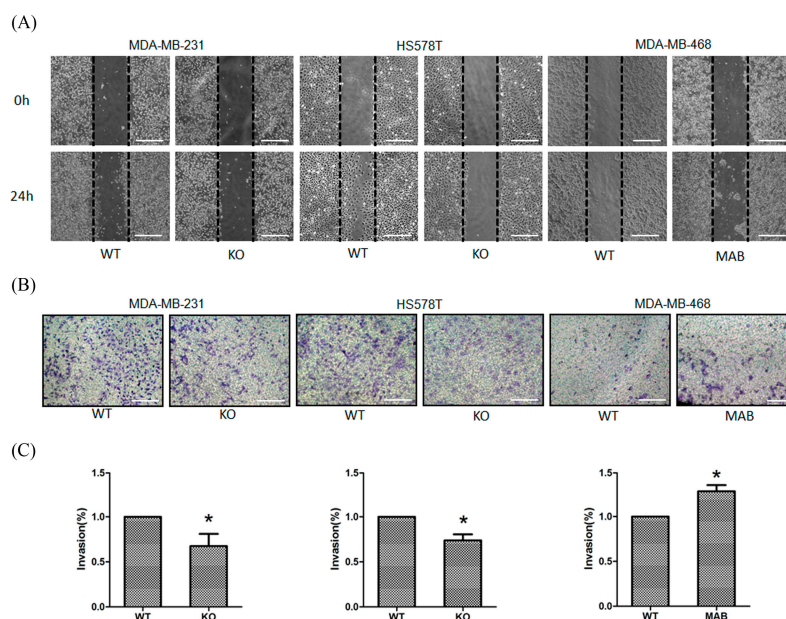 (A)
MDA-MB-231 HS578T MDA-MB-468
0h
24h
WT KO WT KO WT MAB
(B)
MDA-MB-231 HS578T MDA-MB-468
WT KO WT KO WT MAB
(C)
Invasion(%) 1.5 1.0 0.5 0.0 * WT KO
Invasion(%) 1.5 1.0 0.5 0.0 * WT KO
Invasion(%) 1.5 1.0 0.5 0.0 * WT MAB